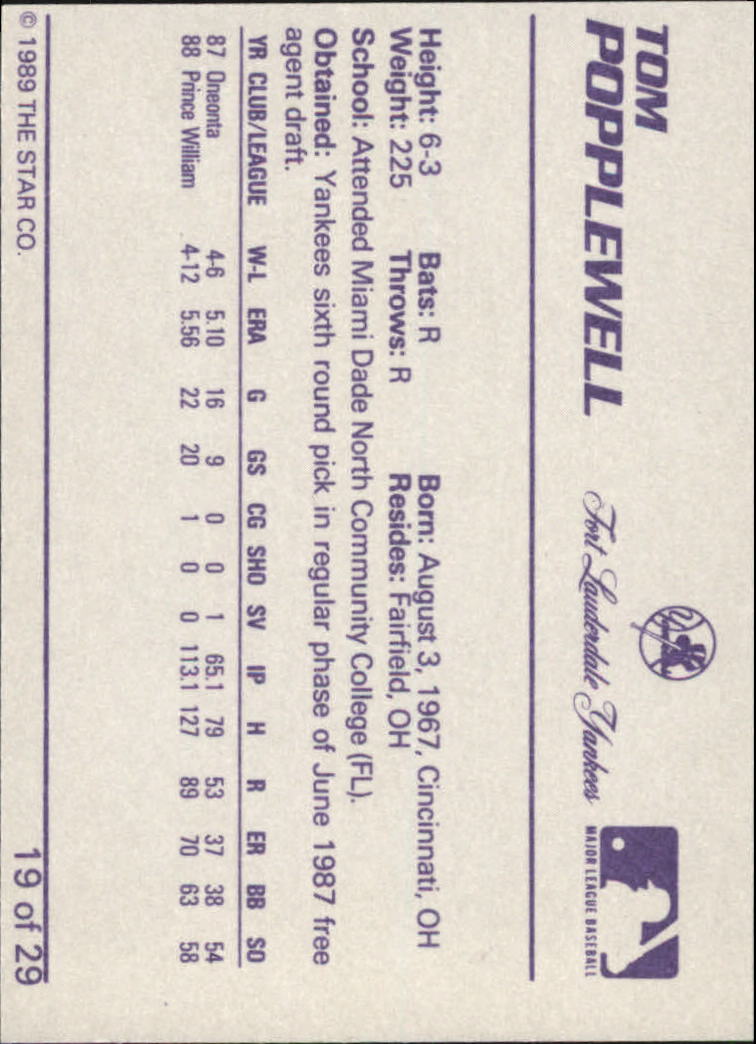 TOM
POPPLEWELL
Fort Lauderdale Yankees
MAJOR LEAGUE BASEBALL
Height: 6-3 Bats: R Born: August 3, 1967, Cincinnati, OH
Weight: 225 Throws: R Resides: Fairfield, OH
School: Attended Miami Dade North Community College (FL).
Obtained: Yankees sixth round pick in regular phase of June 1987 free
agent draft.
YR CLUB/LEAGUE W-L ERA G GS CG SHO SV IP H R ER BB SO
87 Oneonta 4-6 5.10 16 9 0 0 1 65.1 79 53 37 38 54
88 Prince William 4-12 5.56 22 20 1 0 0 113.1 127 89 70 63 58
© 1989 THE STAR CO. 19 of 29